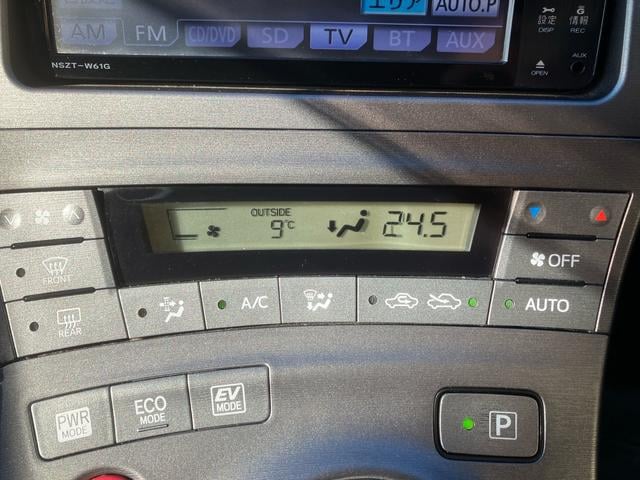 エリア AUTO.P
AM FM CD/DVD SD TV BT AUX
NSZT-W61G
設定 情報
DISP REC
AUX
OPEN
OUTSIDE
9°C 24.5
FRONT
OFF
REAR
A/C
AUTO
PWR MODE
ECO MODE
EV MODE
P